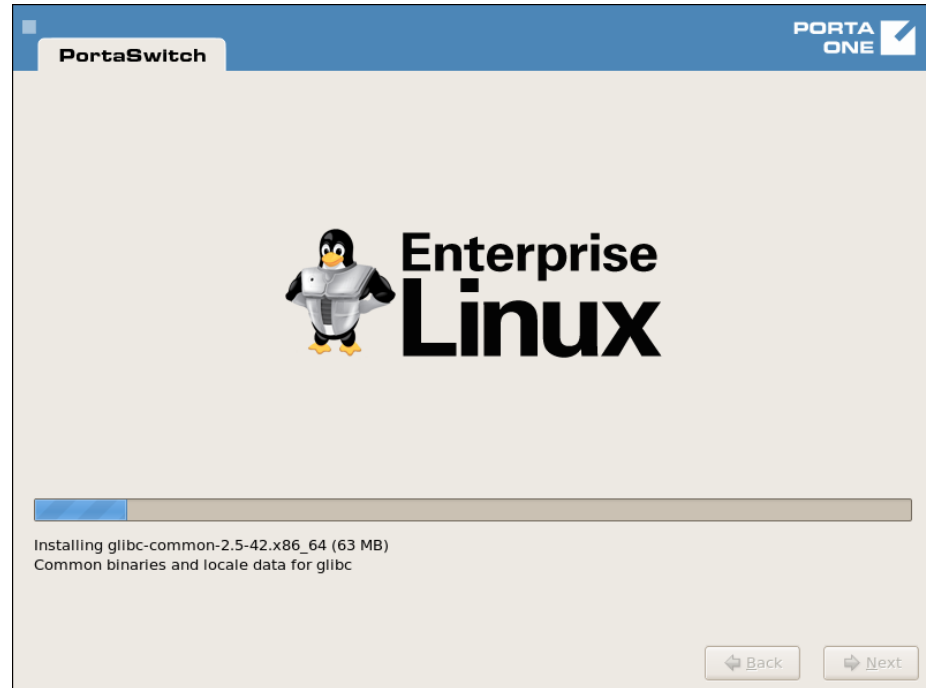 PortaSwitch
PORTA
ONE
Enterprise
Linux
Installing glibc-common-2.5-42.x86_64 (63 MB)
Common binaries and locale data for glibc
Back
Next